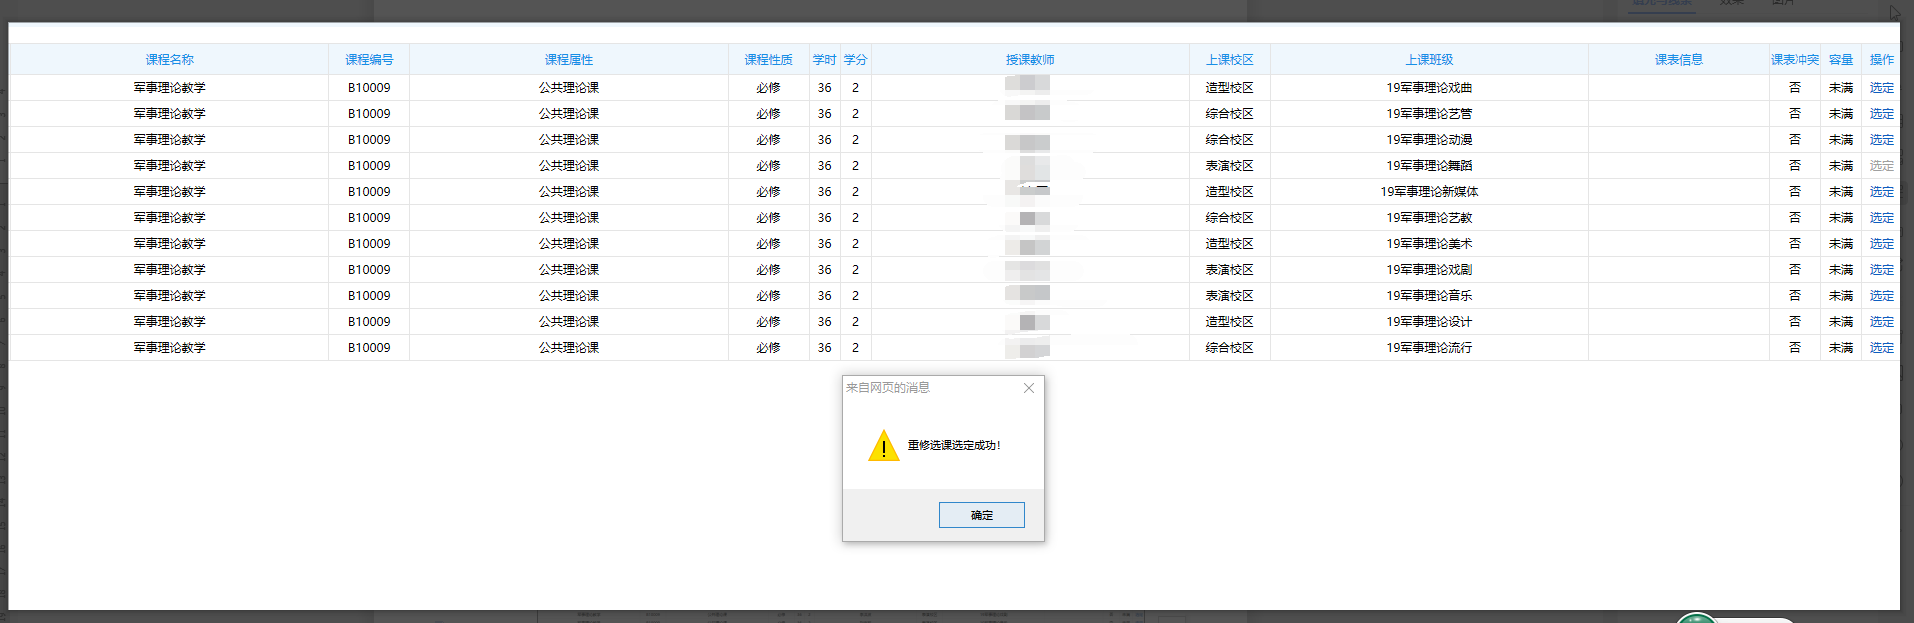 课程名称 课程编号 课程属性 课程性质 学时 学分 授课教师 上课校区 上课班级 课表信息 课表冲突 容量 操作
军事理论教学 B10009 公共理论课 必修 36 2 造型校区 19军事理论戏曲 否 未满 选定
军事理论教学 B10009 公共理论课 必修 36 2 综合校区 19军事理论艺管 否 未满 选定
军事理论教学 B10009 公共理论课 必修 36 2 综合校区 19军事理论动漫 否 未满 选定
军事理论教学 B10009 公共理论课 必修 36 2 表演校区 19军事理论舞蹈 否 未满 选定
军事理论教学 B10009 公共理论课 必修 36 2 造型校区 19军事理论新媒体 否 未满 选定
军事理论教学 B10009 公共理论课 必修 36 2 综合校区 19军事理论艺教 否 未满 选定
军事理论教学 B10009 公共理论课 必修 36 2 造型校区 19军事理论美术 否 未满 选定
军事理论教学 B10009 公共理论课 必修 36 2 表演校区 19军事理论戏剧 否 未满 选定
军事理论教学 B10009 公共理论课 必修 36 2 表演校区 19军事理论音乐 否 未满 选定
军事理论教学 B10009 公共理论课 必修 36 2 造型校区 19军事理论设计 否 未满 选定
军事理论教学 B10009 公共理论课 必修 36 2 综合校区 19军事理论流行 否 未满 选定
来自网页的消息
重修选课选定成功!
确定